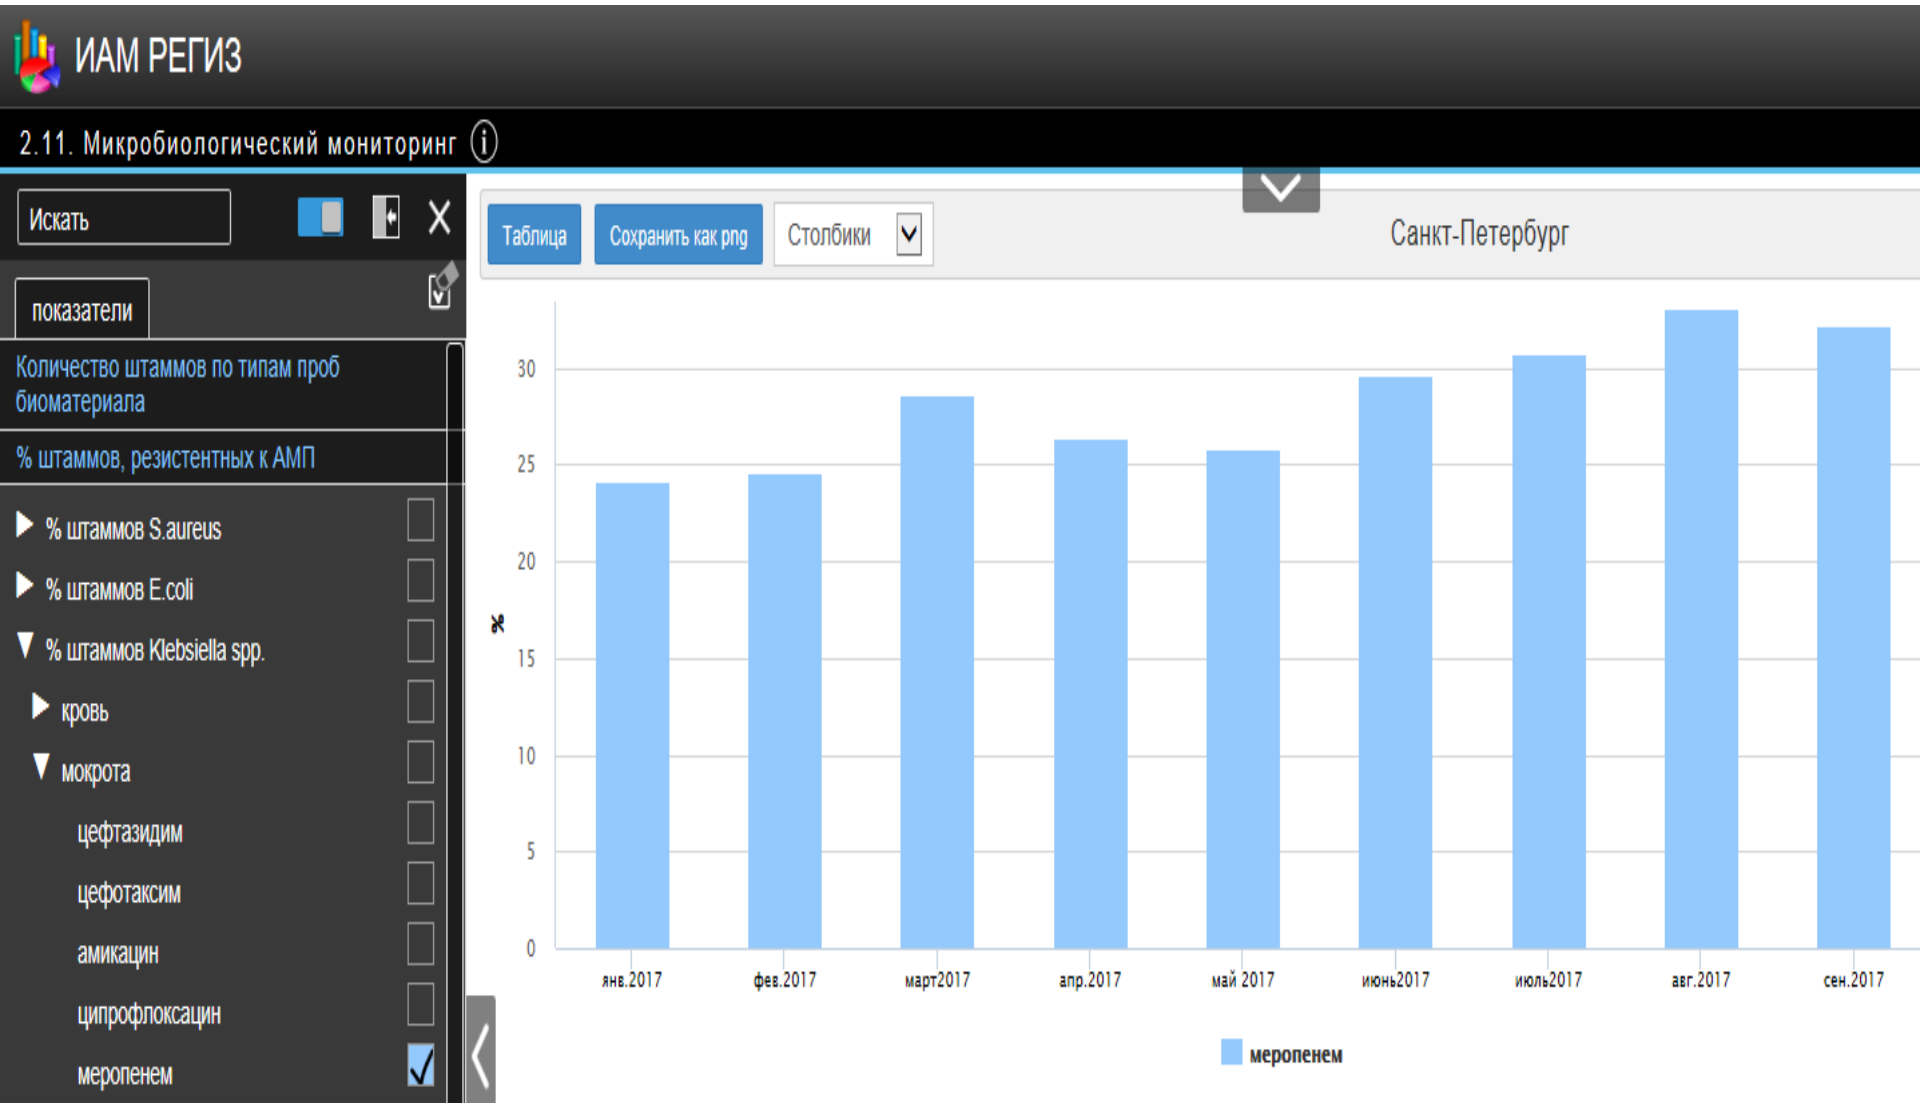 ИАМ РЕГИЗ
2.11. Микробиологический мониторинг i
Искать
показатели
Количество штаммов по типам проб
биоматериала
% штаммов, резистентных к АМП
% штаммов S.aureus
% штаммов E.coli
% штаммов Klebsiella spp.
кровь
мокрота
цефтазидим
цефотаксим
амикацин
ципрофлоксацин
меропенем
Таблица Сохранить как png Столбики Санкт-Петербург
30
25
20
15
10
5
0
%
янв.2017 фев.2017 март2017 апр.2017 май 2017 июнь2017 июль2017 авг.2017 сен.2017
меропенем